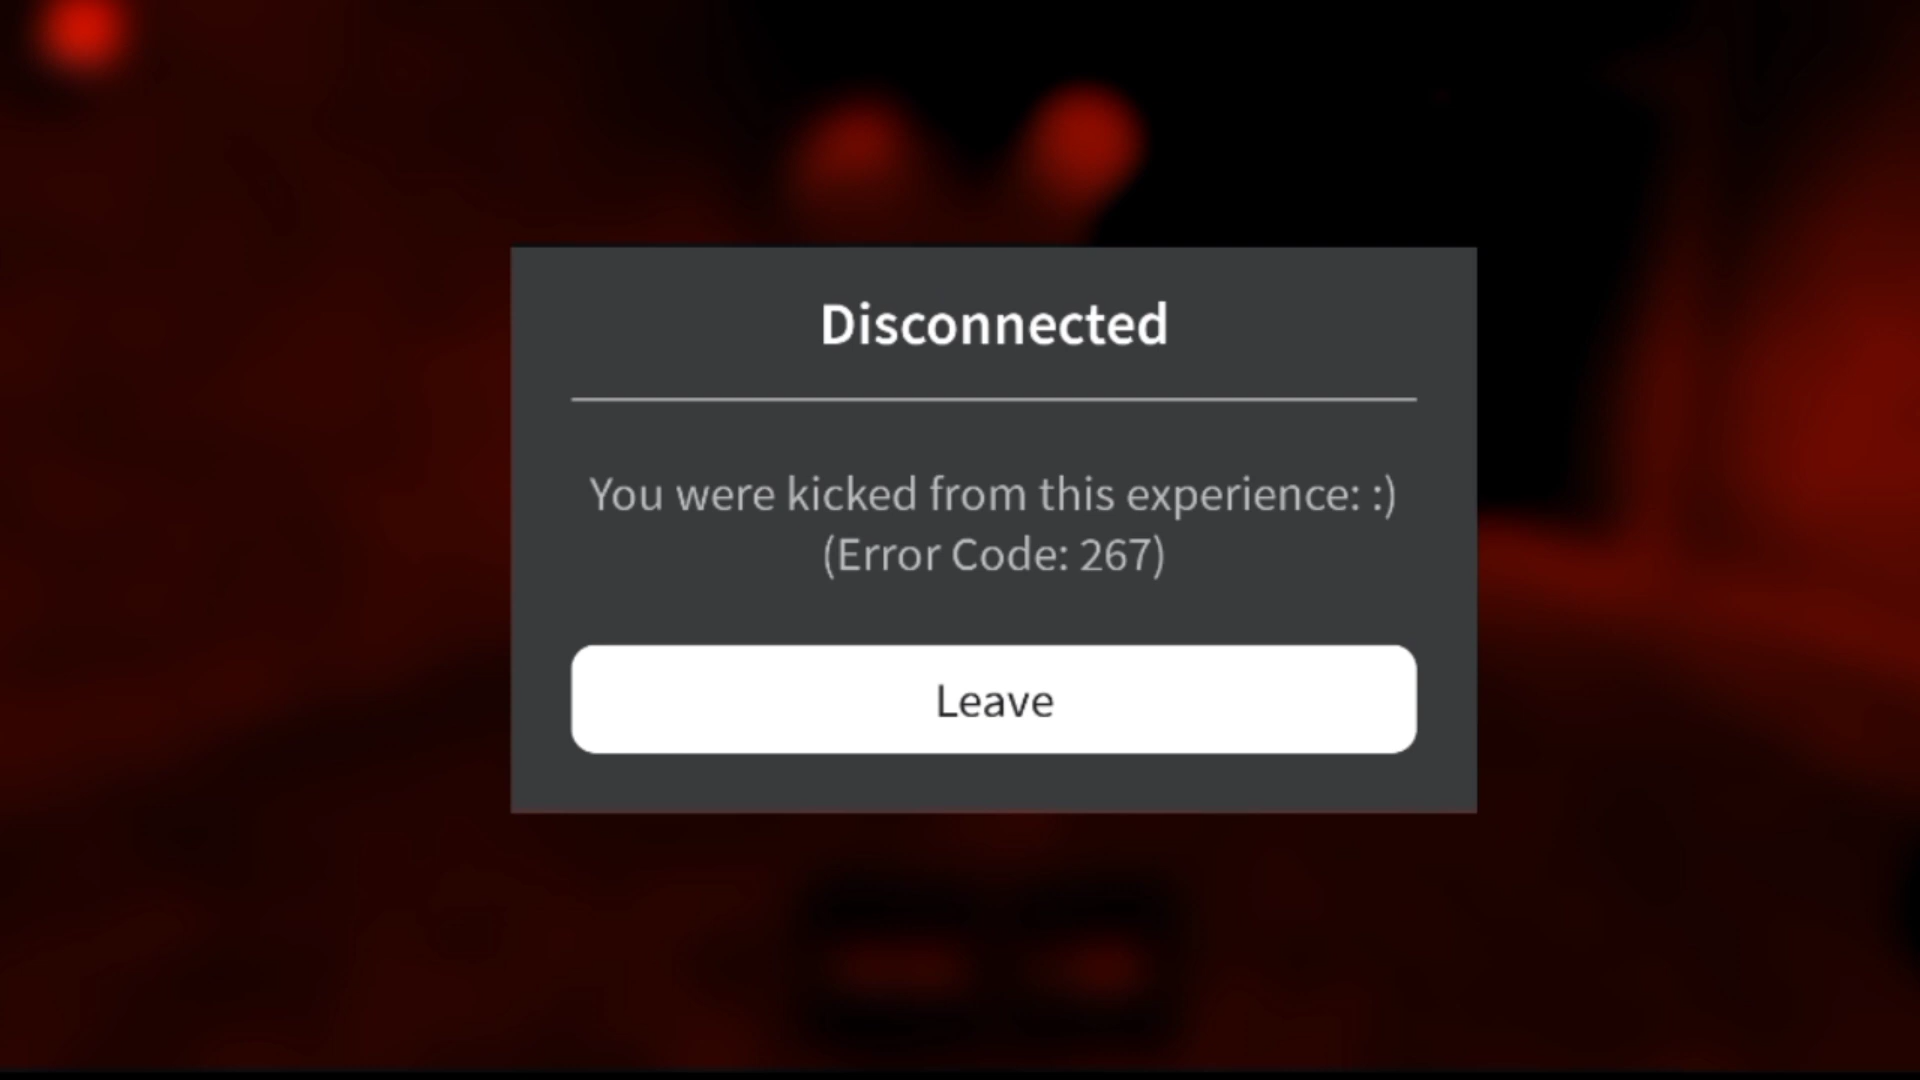 Disconnected
You were kicked from this experience: :)
(Error Code: 267)
Leave